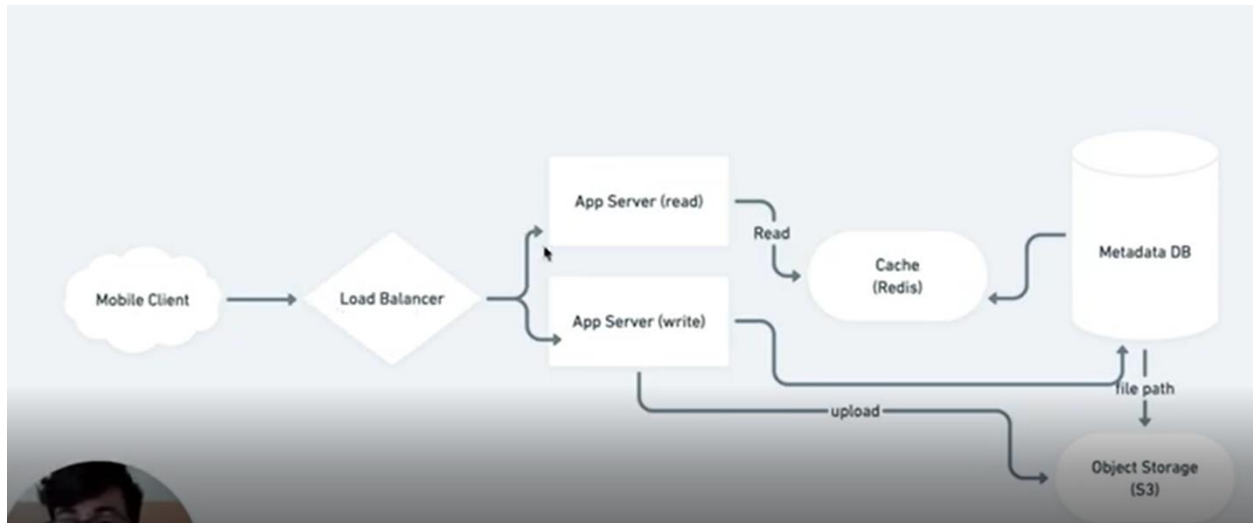 Mobile Client
Load Balancer
App Server (read)
App Server (write)
Read
Cache
(Redis)
Metadata DB
file path
upload
Object Storage
(S3)